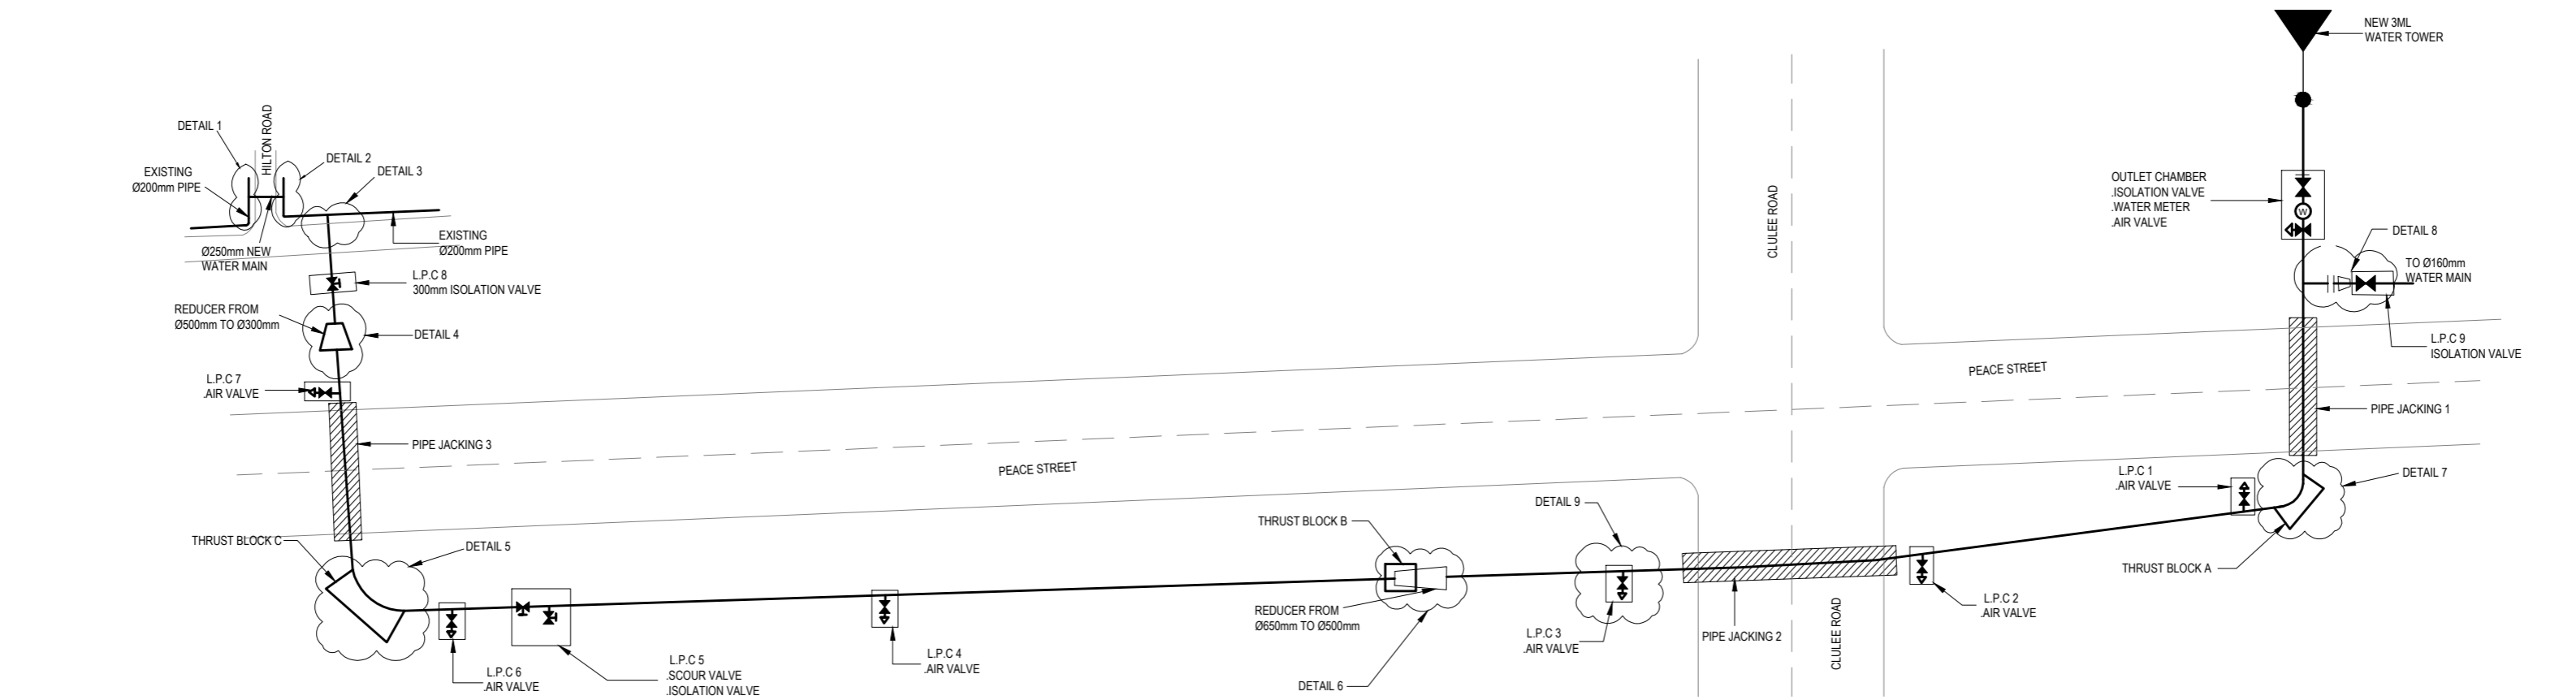 NEW 3ML
WATER TOWER
DETAIL 1
HILTON ROAD
DETAIL 2
DETAIL 3
EXISTING
Ø200mm PIPE
OUTLET CHAMBER
.ISOLATION VALVE
.WATER METER
.AIR VALVE
W
CLULEE ROAD
DETAIL 8
EXISTING
Ø200mm PIPE
Ø250mm NEW
WATER MAIN
TO Ø160mm
WATER MAIN
L.P.C 8
300mm ISOLATION VALVE
REDUCER FROM
Ø500mm TO Ø300mm
DETAIL 4
L.P.C 9
ISOLATION VALVE
PEACE STREET
L.P.C 7
.AIR VALVE
PIPE JACKING 1
PIPE JACKING 3
PEACE STREET
L.P.C 1
.AIR VALVE
DETAIL 7
DETAIL 9
THRUST BLOCK B
THRUST BLOCK C
DETAIL 5
THRUST BLOCK A
L.P.C 2
.AIR VALVE
REDUCER FROM
Ø650mm TO Ø500mm
L.P.C 3
.AIR VALVE
PIPE JACKING 2
CLULEE ROAD
L.P.C 4
.AIR VALVE
L.P.C 5
.SCOUR VALVE
.ISOLATION VALVE
L.P.C 6
.AIR VALVE
DETAIL 6